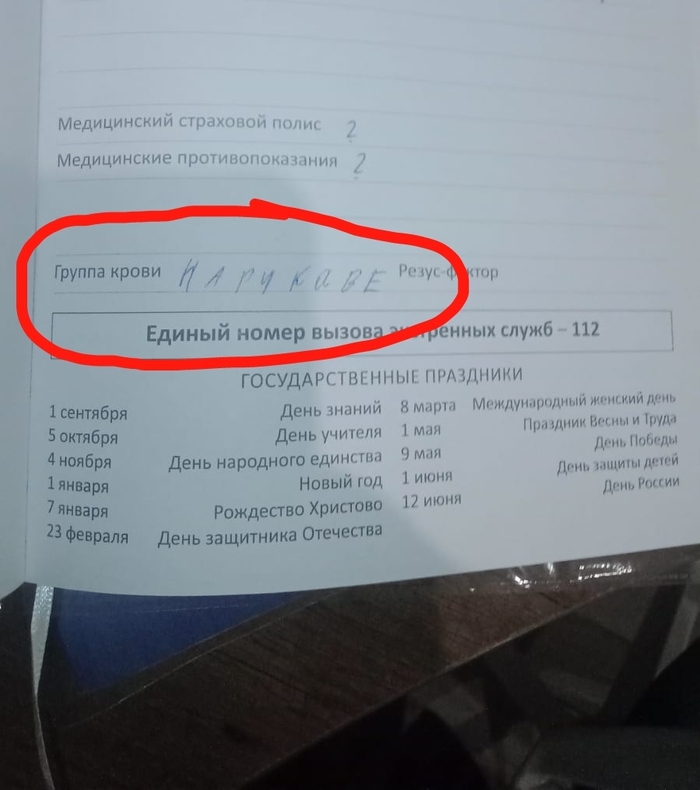 Медицинский страховой полис ?
Медицинские противопоказания ?
Группа крови НАРУКАВЕ Резус-фактор
Единый номер вызова экстренных служб – 112
ГОСУДАРСТВЕННЫЕ ПРАЗДНИКИ
1 сентября День знаний 8 марта Международный женский день
5 октября День учителя 1 мая Праздник Весны и Труда
4 ноября День народного единства 9 мая День Победы
1 января Новый год 1 июня День защиты детей
7 января Рождество Христово 12 июня День России
23 февраля День защитника Отечества